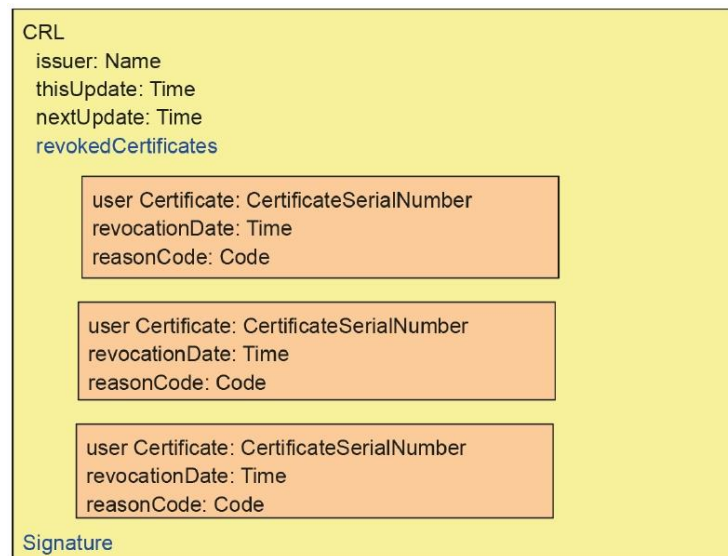 CRL
issuer: Name
thisUpdate: Time
nextUpdate: Time
revokedCertificates
user Certificate: CertificateSerialNumber
revocationDate: Time
reasonCode: Code
user Certificate: CertificateSerialNumber
revocationDate: Time
reasonCode: Code
user Certificate: CertificateSerialNumber
revocationDate: Time
reasonCode: Code
Signature